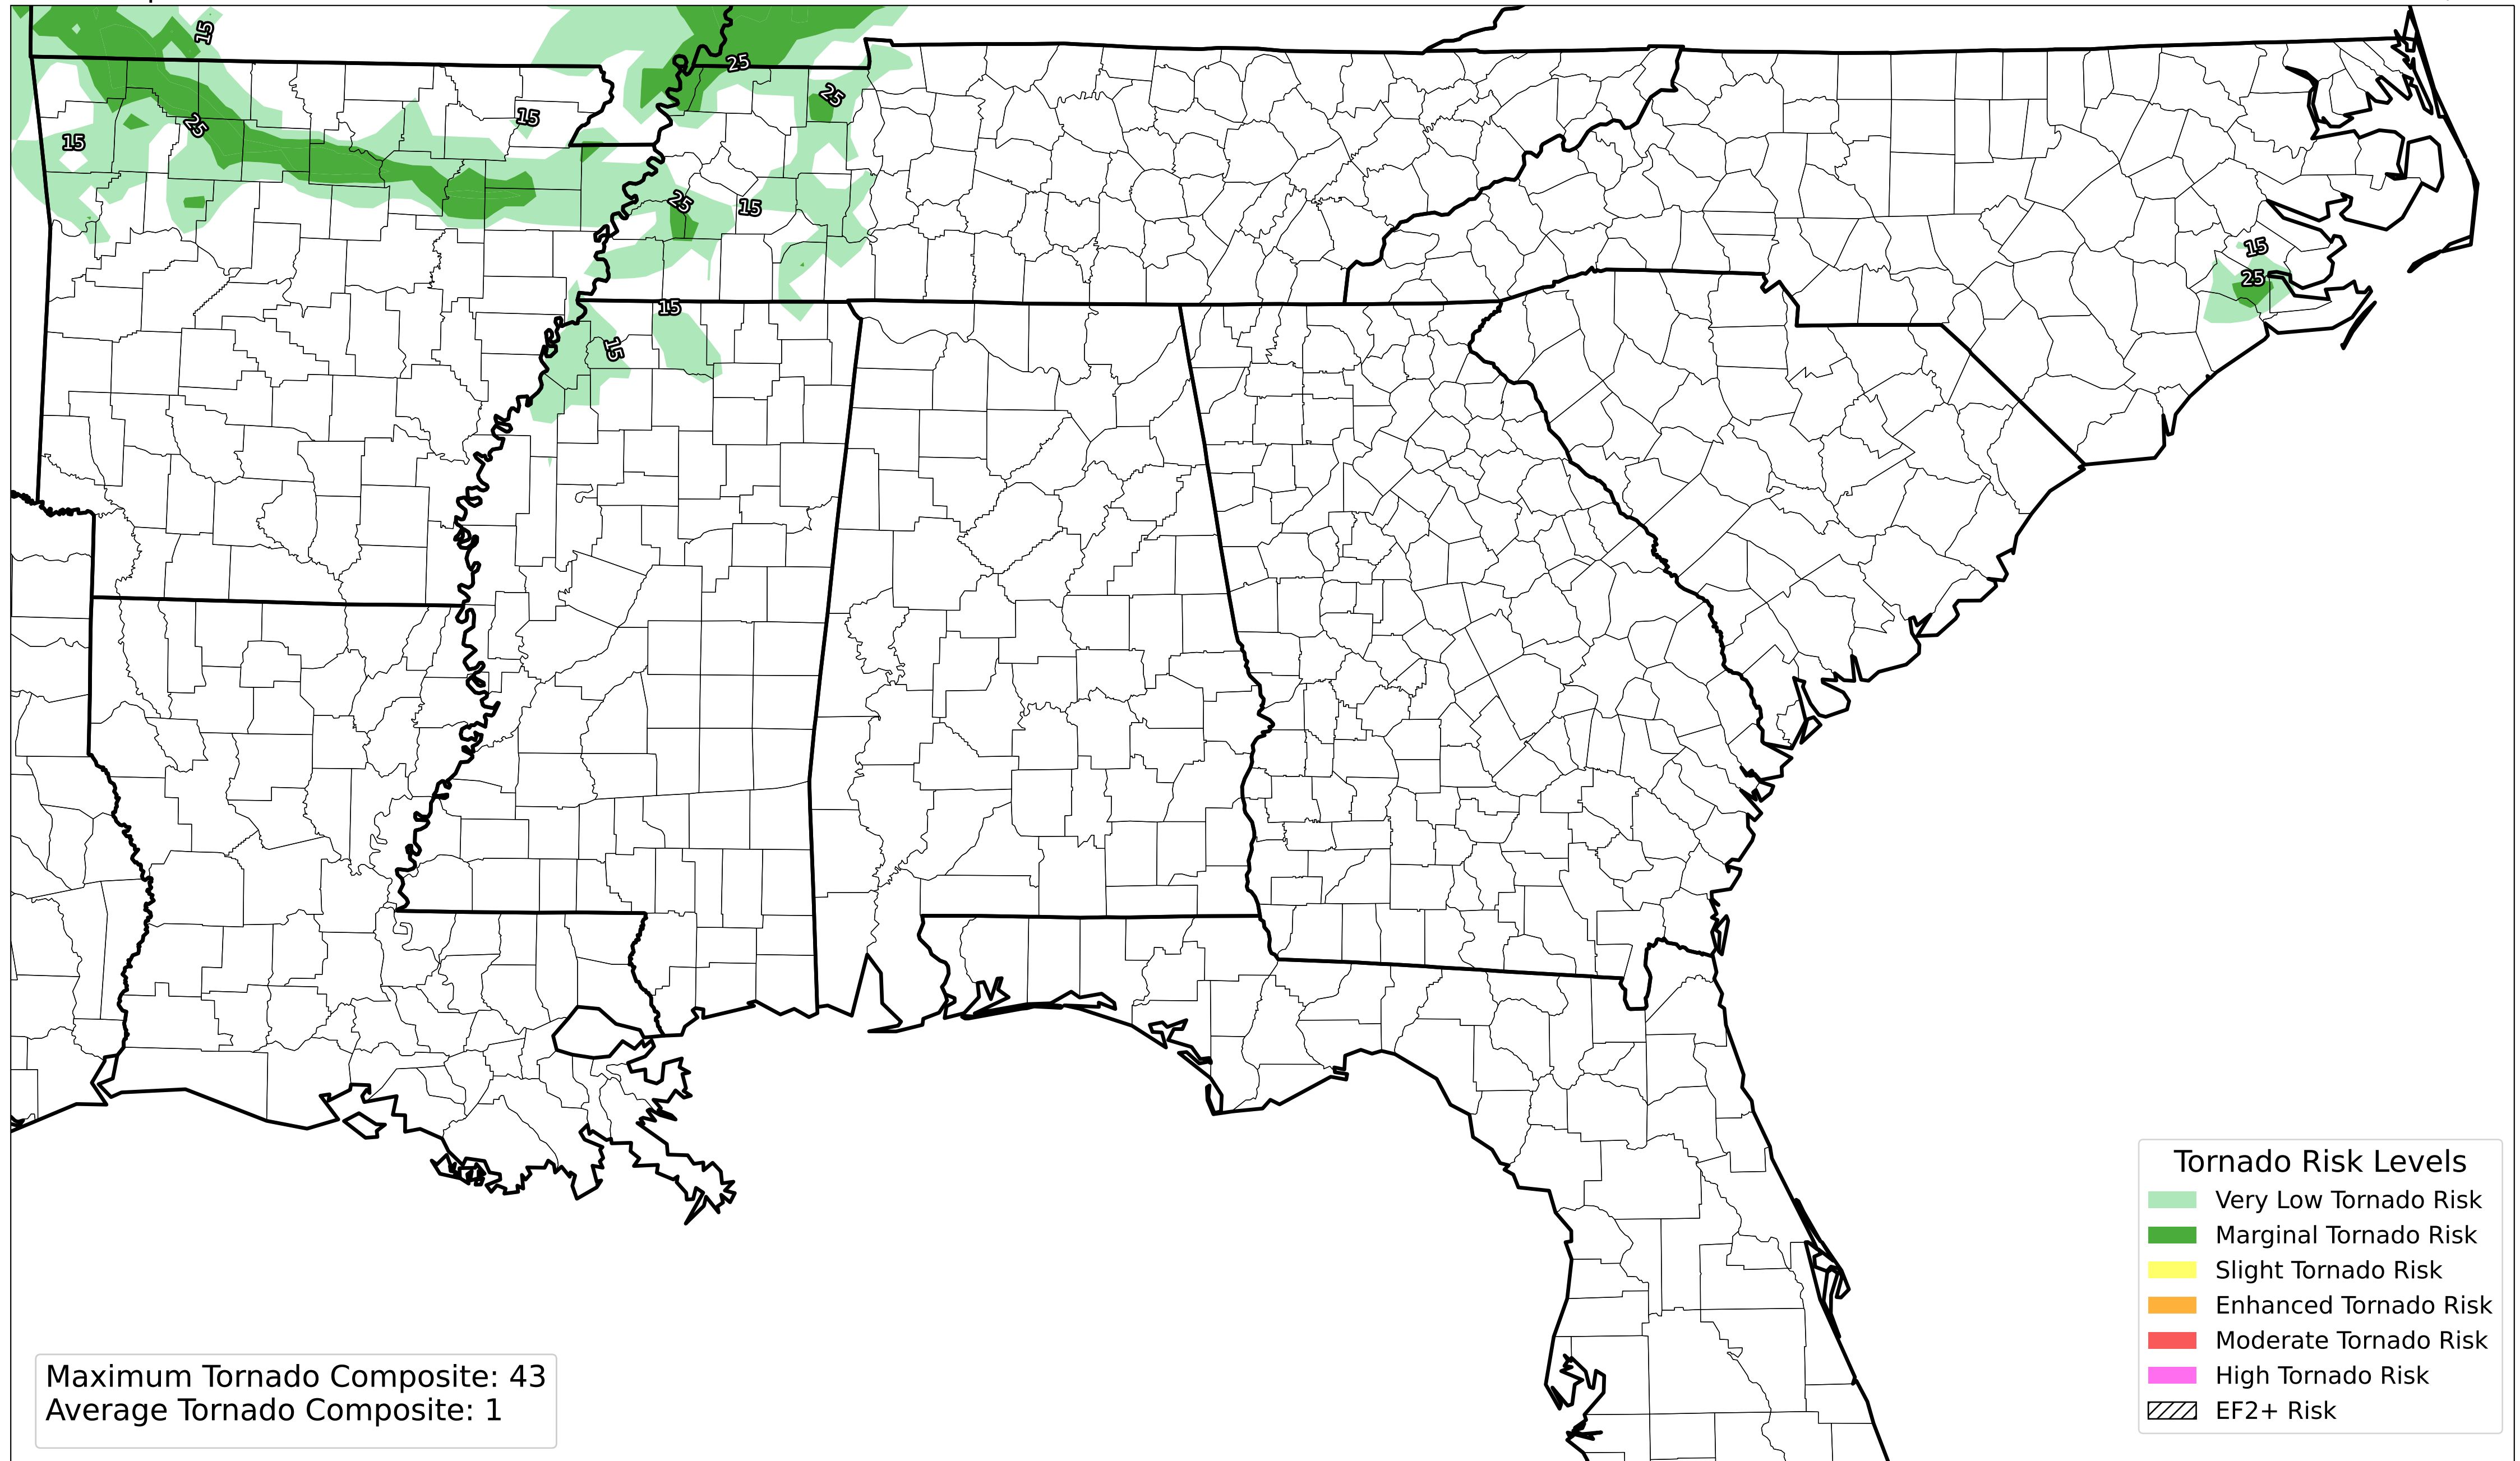 15
25
25
15
25
15
15
25
15
15
25
15
15
Tornado Risk Levels
Very Low Tornado Risk
Marginal Tornado Risk
Slight Tornado Risk
Enhanced Tornado Risk
Moderate Tornado Risk
High Tornado Risk
EF2+ Risk
Maximum Tornado Composite: 43
Average Tornado Composite: 1